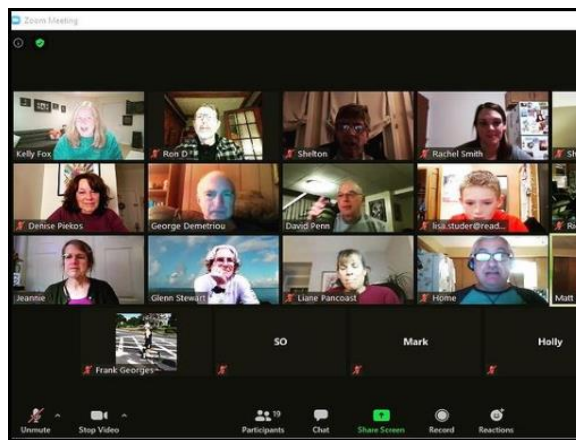 Zoom Meeting
Kelly Fox
Ron D
Shelton
Rachel Smith
Sh
Denise Piekos
George Demetriou
David Penn
lisa.studer@read...
Ri
Jeannie
Glenn Stewart
Liane Pancoast
Home
Matt
Frank Georges
SO
Mark
Holly
Unmute
Stop Video
19
Participants
Chat
Share Screen
Record
Reactions